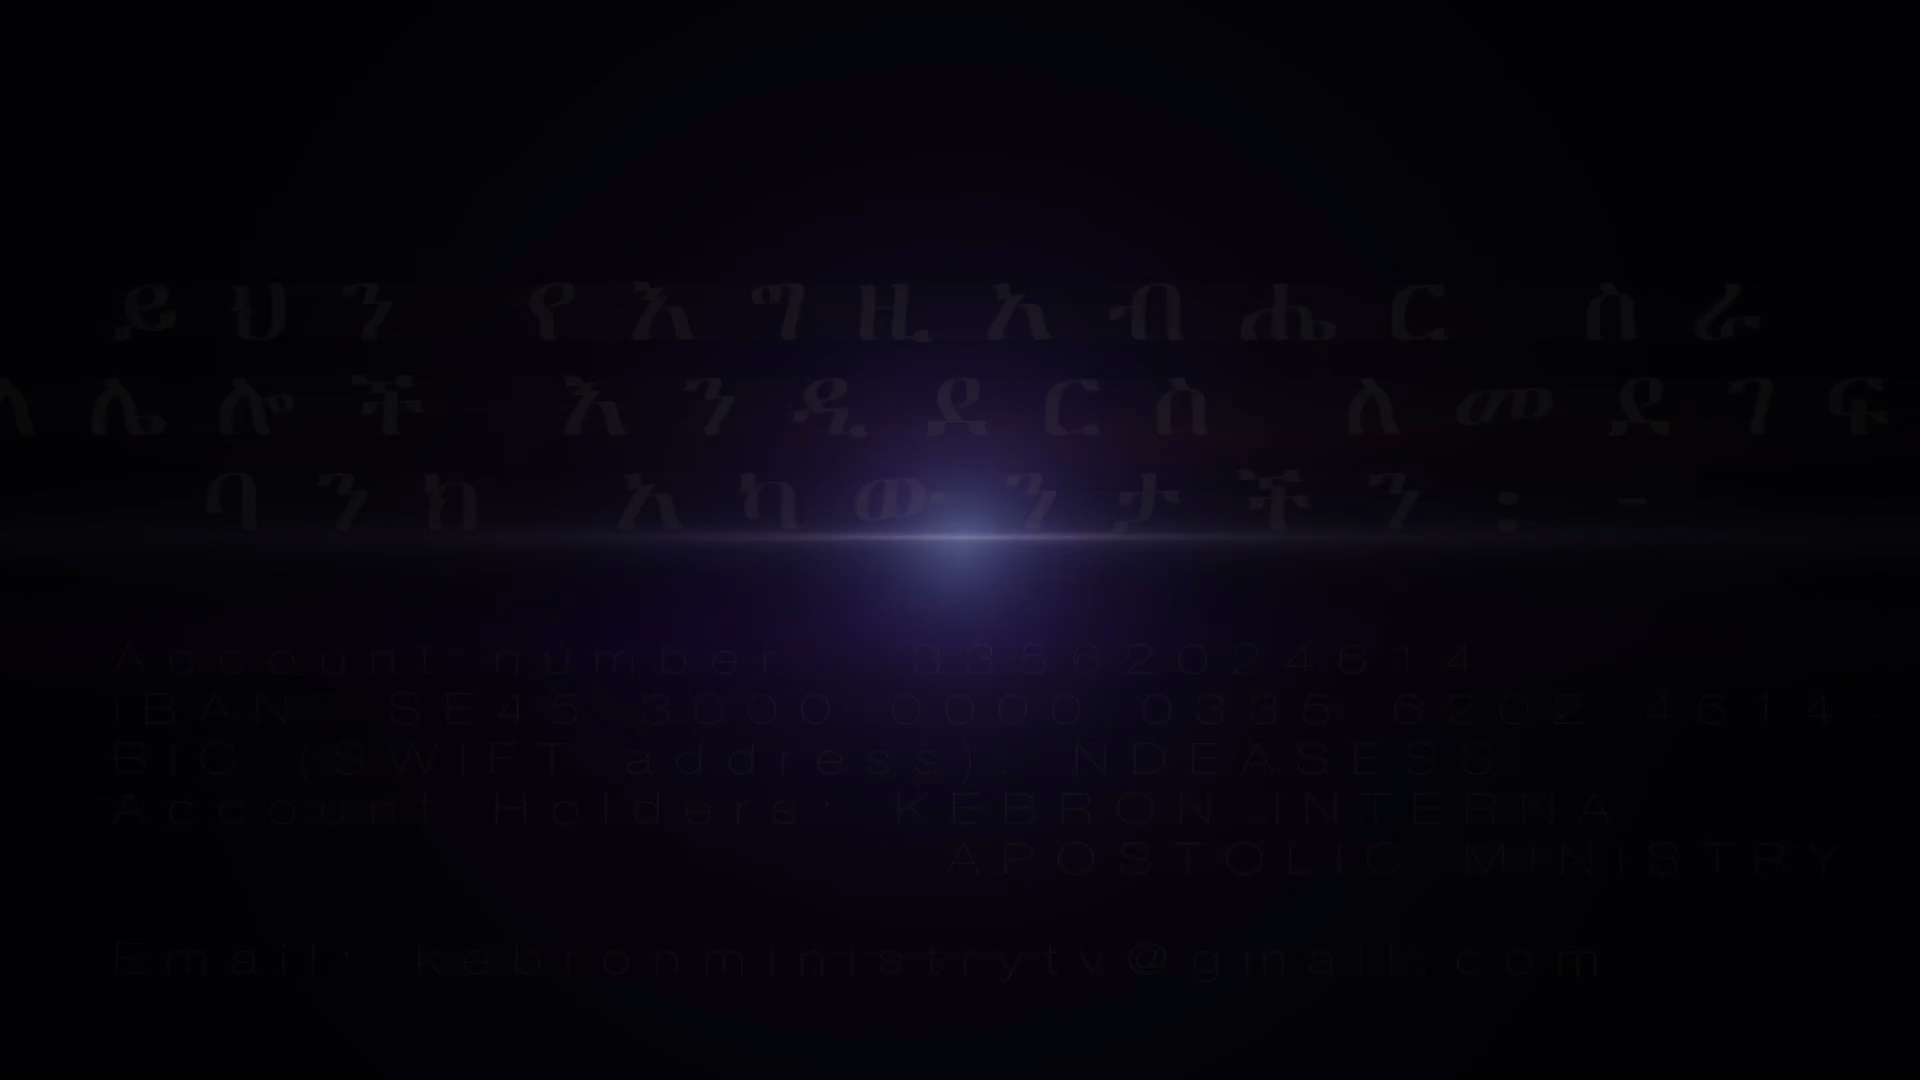 ይህን የእግዚአብሔር ስራ
ለሌሎች እንዲደርስ ለመደገፍ
ባንክ አካውንታችን:-
Account number: 33562024614
IBAN: SE45 3000 0000 0335 6202 4614
BIC (SWIFT address): NDEASESS
Account Holders: KEBRON INTERNA
APOSTOLIC MINISTRY
Email: kebronministrytv@gmail.com